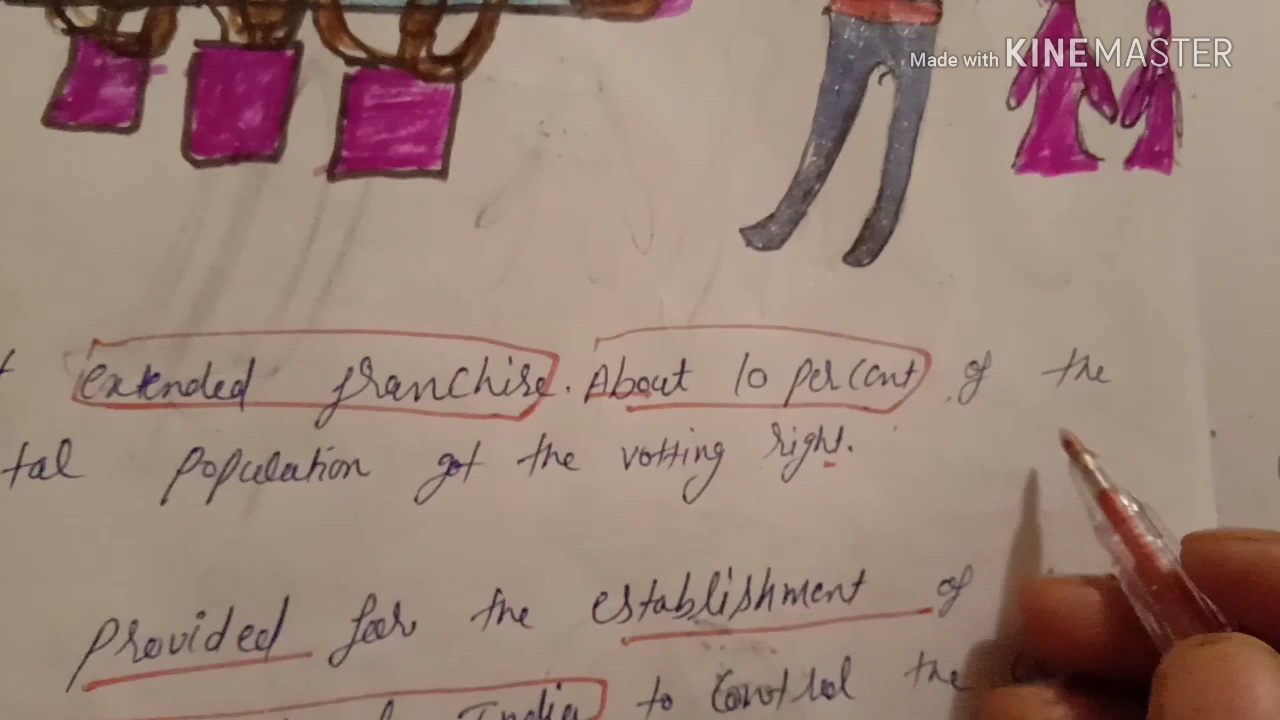 Made with KINEMASTER
extended franchise. About 10 percent of the
tal population got the votting right.
provided for the establishment of
India to control the